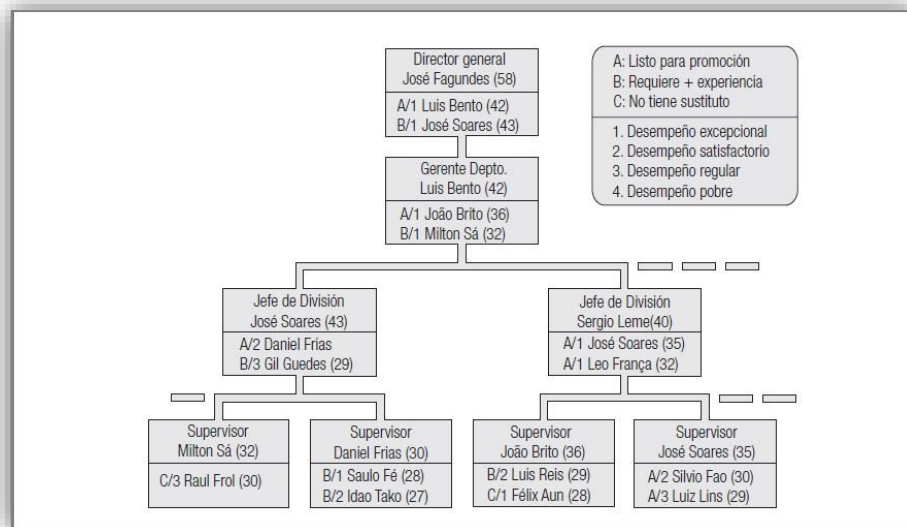 Director general
José Fagundes (58)
A/1 Luis Bento (42)
B/1 José Soares (43)
A: Listo para promoción
B: Requiere + experiencia
C: No tiene sustituto
1. Desempeño excepcional
2. Desempeño satisfactorio
3. Desempeño regular
4. Desempeño pobre
Gerente Depto.
Luis Bento (42)
A/1 João Brito (36)
B/1 Milton Sá (32)
Jefe de División
José Soares (43)
A/2 Daniel Frias
B/3 Gil Guedes (29)
Jefe de División
Sergio Leme(40)
A/1 José Soares (35)
A/1 Leo França (32)
Supervisor
Milton Sá (32)
C/3 Raul Frol (30)
Supervisor
Daniel Frias (30)
B/1 Saulo Fé (28)
B/2 Idao Tako (27)
Supervisor
João Brito (36)
B/2 Luis Reis (29)
C/1 Félix Aun (28)
Supervisor
José Soares (35)
A/2 Silvio Fao (30)
A/3 Luiz Lins (29)